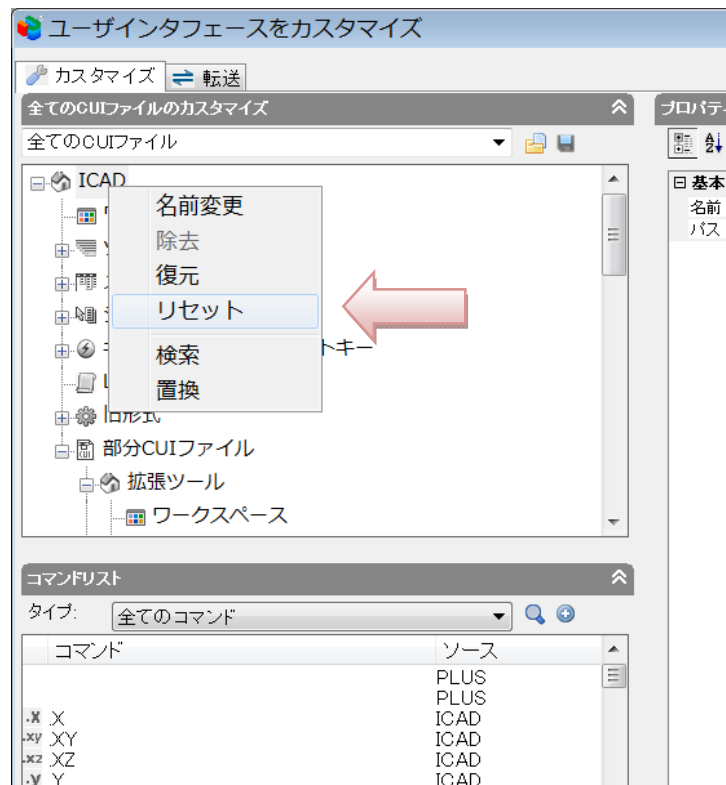 ユーザインタフェースをカスタマイズ
カスタマイズ
転送
全てのCUIファイルのカスタマイズ
全てのCUIファイル
ICAD
名前変更
除去
復元
リセット
検索
置換
トキー
旧形式
部分CUIファイル
拡張ツール
ワークスペース
コマンドリスト
タイプ:
全てのコマンド
コマンド ソース
PLUS
PLUS
.X X ICAD
.XY XY ICAD
.XZ XZ ICAD
.Y Y ICAD
プロパティ
基本
名前
パス